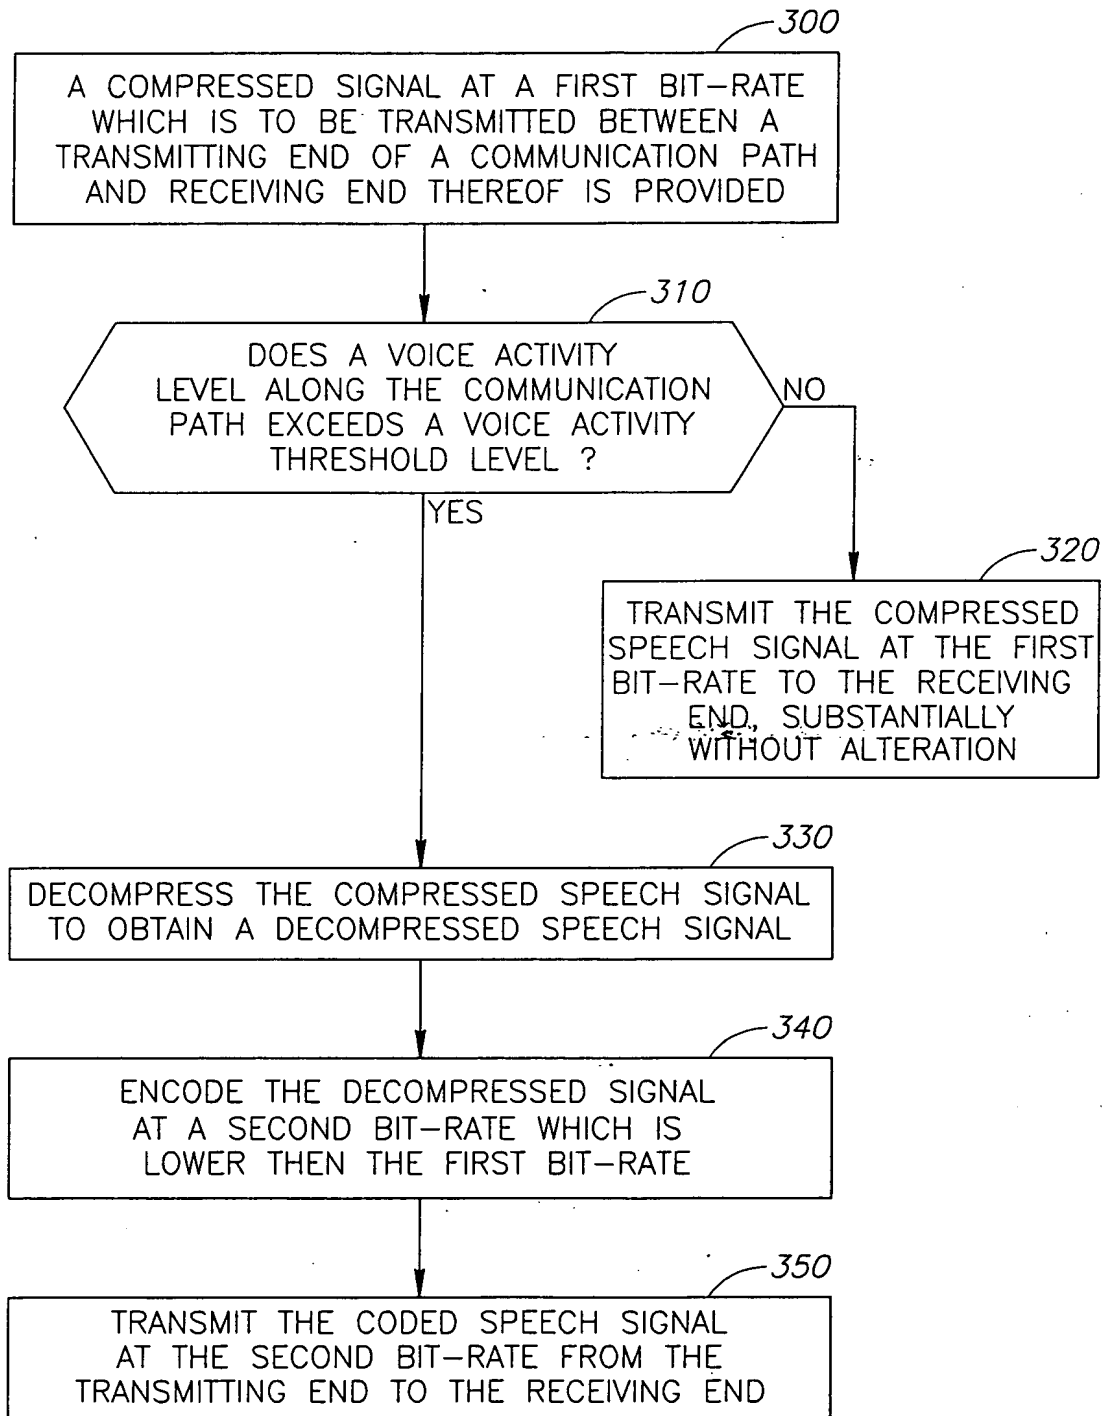 300
A COMPRESSED SIGNAL AT A FIRST BIT-RATE
WHICH IS TO BE TRANSMITTED BETWEEN A
TRANSMITTING END OF A COMMUNICATION PATH
AND RECEIVING END THEREOF IS PROVIDED
310
DOES A VOICE ACTIVITY
LEVEL ALONG THE COMMUNICATION
PATH EXCEEDS A VOICE ACTIVITY
THRESHOLD LEVEL ?
NO
YES
320
TRANSMIT THE COMPRESSED
SPEECH SIGNAL AT THE FIRST
BIT-RATE TO THE RECEIVING
END, SUBSTANTIALLY
WITHOUT ALTERATION
330
DECOMPRESS THE COMPRESSED SPEECH SIGNAL
TO OBTAIN A DECOMPRESSED SPEECH SIGNAL
340
ENCODE THE DECOMPRESSED SIGNAL
AT A SECOND BIT-RATE WHICH IS
LOWER THEN THE FIRST BIT-RATE
350
TRANSMIT THE CODED SPEECH SIGNAL
AT THE SECOND BIT-RATE FROM THE
TRANSMITTING END TO THE RECEIVING END